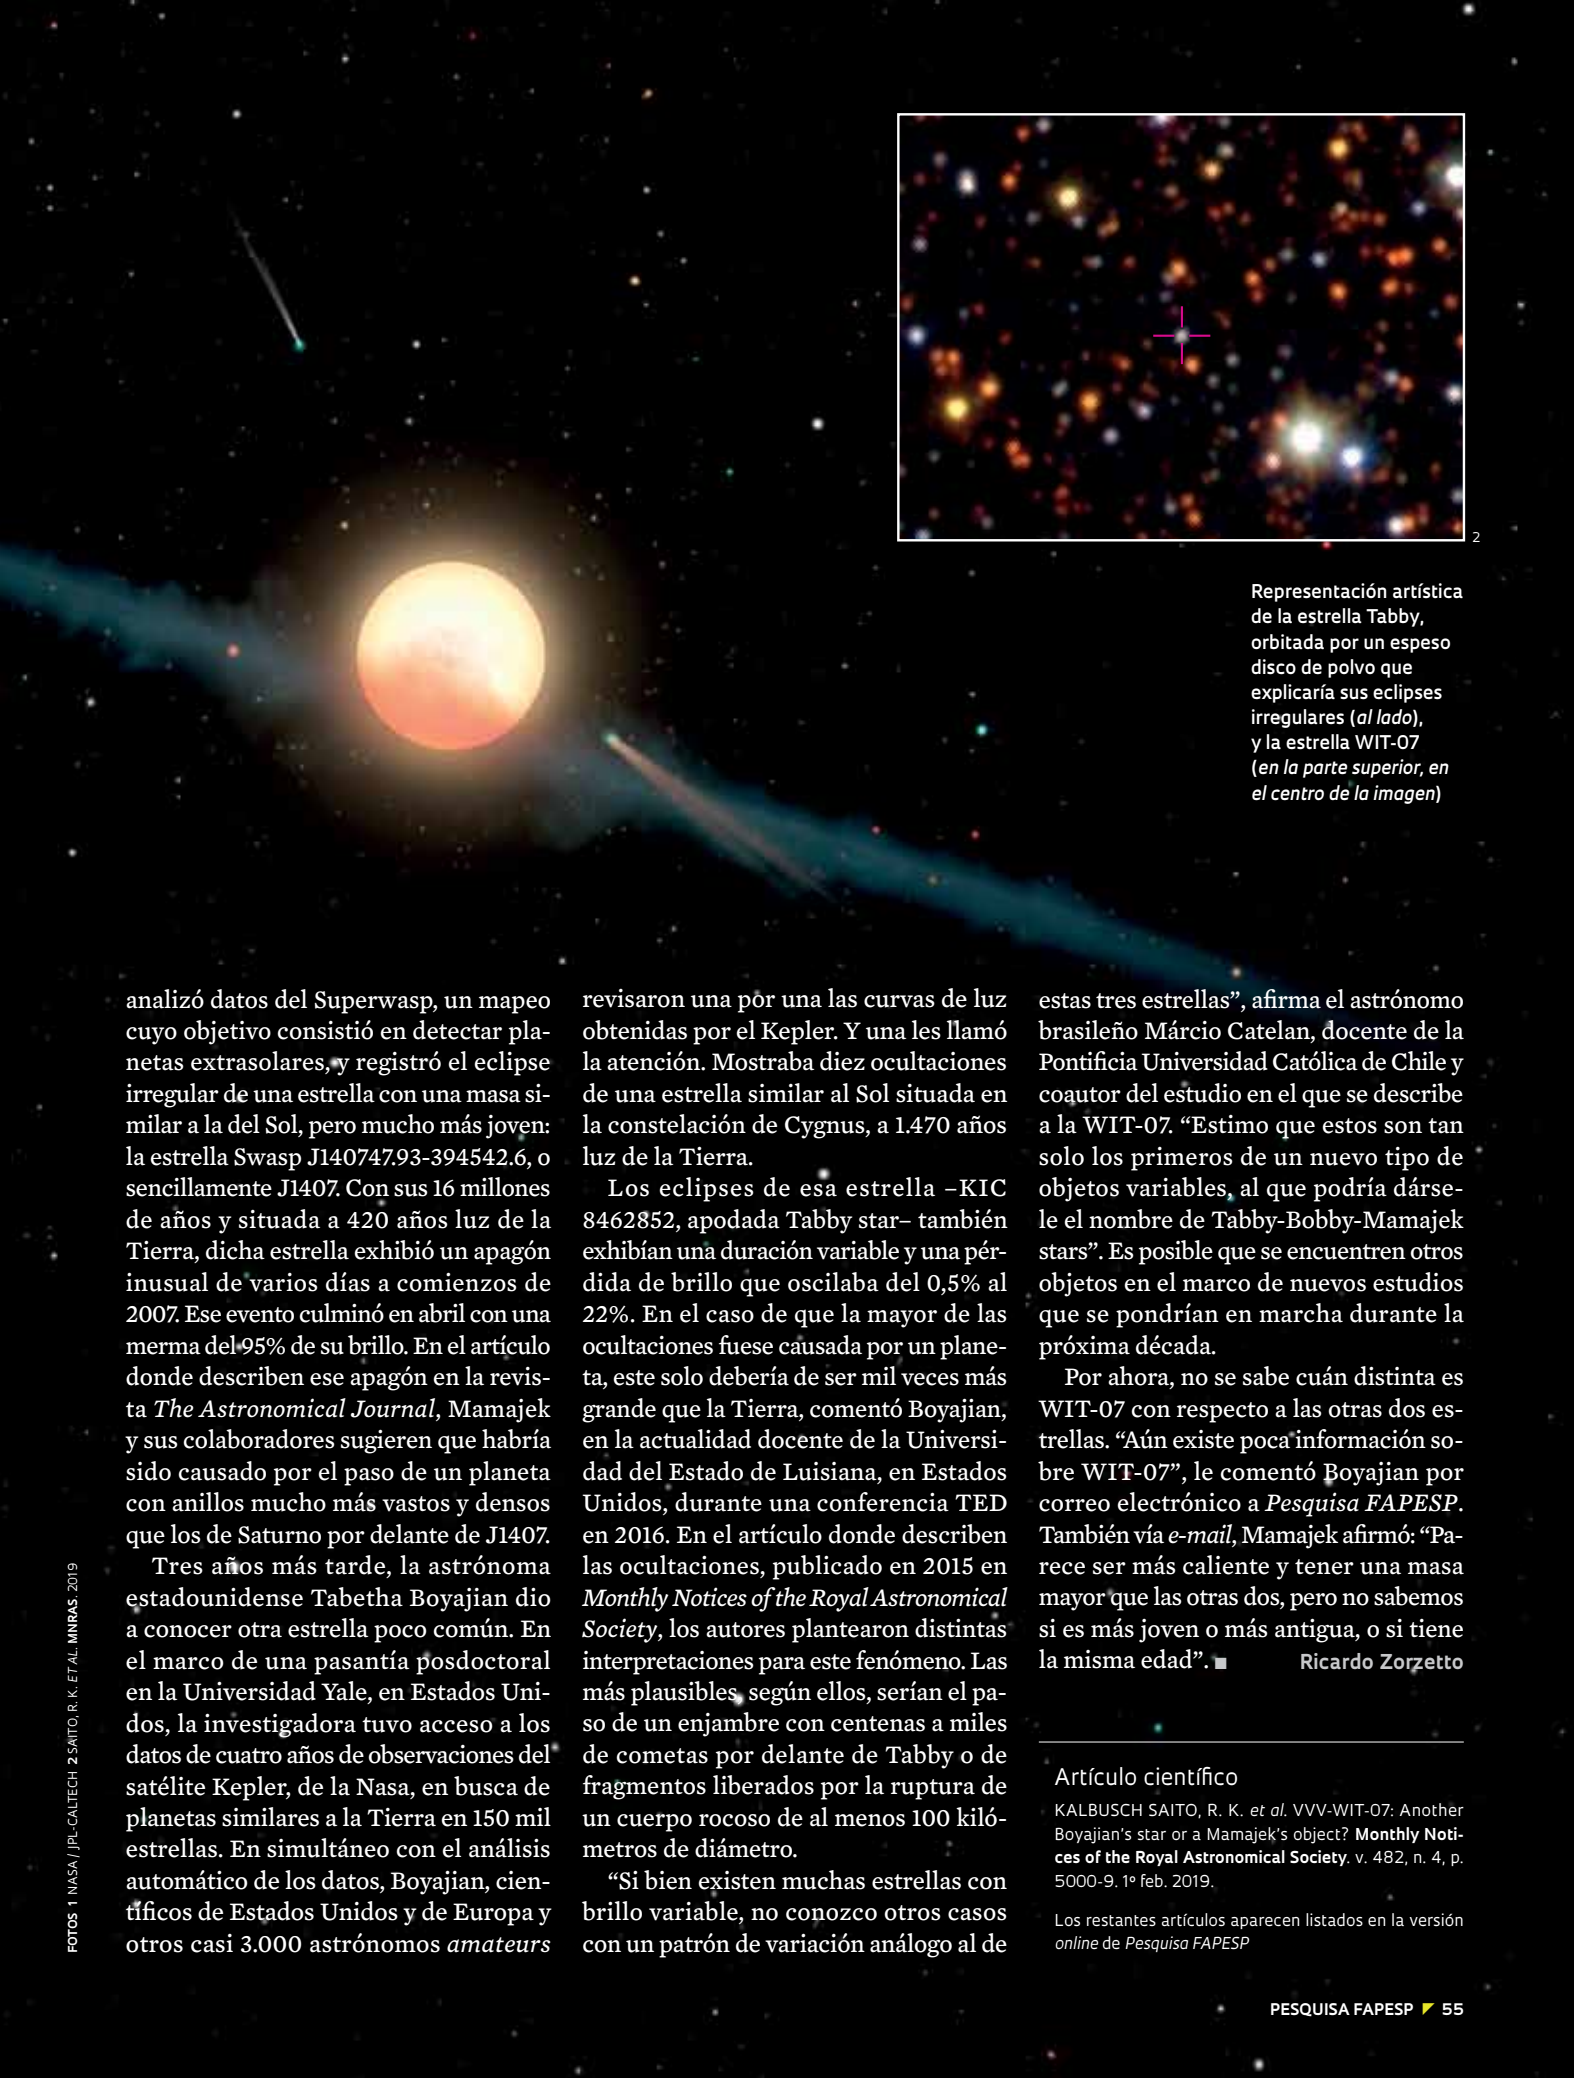 2
Representación artística
de la estrella Tabby,
orbitada por un espeso
disco de polvo que
explicaría sus eclipses
irregulares (al lado),
y la estrella WIT-07
(en la parte superior, en
el centro de la imagen)
analizó datos del Superwasp, un mapeo
cuyo objetivo consistió en detectar pla-
netas extrasolares, y registró el eclipse
irregular de una estrella con una masa si-
milar a la del Sol, pero mucho más joven:
la estrella Swasp J140747.93-394542.6, o
sencillamente J1407. Con sus 16 millones
de años y situada a 420 años luz de la
Tierra, dicha estrella exhibió un apagón
inusual de varios días a comienzos de
2007. Ese evento culminó en abril con una
merma del 95% de su brillo. En el artículo
donde describen ese apagón en la revis-
ta The Astronomical Journal, Mamajek
y sus colaboradores sugieren que habría
sido causado por el paso de un planeta
con anillos mucho más vastos y densos
que los de Saturno por delante de J1407.
Tres años más tarde, la astrónoma
estadounidense Tabetha Boyajian dio
a conocer otra estrella poco común. En
el marco de una pasantía posdoctoral
en la Universidad Yale, en Estados Uni-
dos, la investigadora tuvo acceso a los
datos de cuatro años de observaciones del
satélite Kepler, de la Nasa, en busca de
planetas similares a la Tierra en 150 mil
estrellas. En simultáneo con el análisis
automático de los datos, Boyajian, cien-
tíficos de Estados Unidos y de Europa y
otros casi 3.000 astrónomos amateurs
revisaron una por una las curvas de luz
obtenidas por el Kepler. Y una les llamó
la atención. Mostraba diez ocultaciones
de una estrella similar al Sol situada en
la constelación de Cygnus, a 1.470 años
luz de la Tierra.
Los eclipses de esa estrella –KIC
8462852, apodada Tabby star– también
exhibían una duración variable y una pér-
dida de brillo que oscilaba del 0,5% al
22%. En el caso de que la mayor de las
ocultaciones fuese causada por un plane-
ta, este solo debería de ser mil veces más
grande que la Tierra, comentó Boyajian,
en la actualidad docente de la Universi-
dad del Estado de Luisiana, en Estados
Unidos, durante una conferencia TED
en 2016. En el artículo donde describen
las ocultaciones, publicado en 2015 en
Monthly Notices of the Royal Astronomical
Society, los autores plantearon distintas
interpretaciones para este fenómeno. Las
más plausibles, según ellos, serían el pa-
so de un enjambre con centenas a miles
de cometas por delante de Tabby o de
fragmentos liberados por la ruptura de
un cuerpo rocoso de al menos 100 kiló-
metros de diámetro.
“Si bien existen muchas estrellas con
brillo variable, no conozco otros casos
con un patrón de variación análogo al de
estas tres estrellas”, afirma el astrónomo
brasileño Márcio Catelan, docente de la
Pontificia Universidad Católica de Chile y
coautor del estudio en el que se describe
a la WIT-07. “Estimo que estos son tan
solo los primeros de un nuevo tipo de
objetos variables, al que podría dárse-
le el nombre de Tabby-Bobby-Mamajek
stars”. Es posible que se encuentren otros
objetos en el marco de nuevos estudios
que se pondrían en marcha durante la
próxima década.
Por ahora, no se sabe cuán distinta es
WIT-07 con respecto a las otras dos es-
trellas. “Aún existe poca información so-
bre WIT-07”, le comentó Boyajian por
correo electrónico a Pesquisa FAPESP.
También vía e-mail, Mamajek afirmó: “Pa-
rece ser más caliente y tener una masa
mayor que las otras dos, pero no sabemos
si es más joven o más antigua, o si tiene
la misma edad”. ■ Ricardo Zorzetto
Artículo científico
KALBUSCH SAITO, R. K. et al. VVV-WIT-07: Another
Boyajian's star or a Mamajek's object? Monthly Noti-
ces of the Royal Astronomical Society. v. 482, n. 4, p.
5000-9. 1º feb. 2019.
Los restantes artículos aparecen listados en la versión
online de Pesquisa FAPESP
FOTOS 1 NASA / JPL-CALTECH 2 SAITO, R. K. ET AL. MNRAS. 2019
PESQUISA FAPESP 55